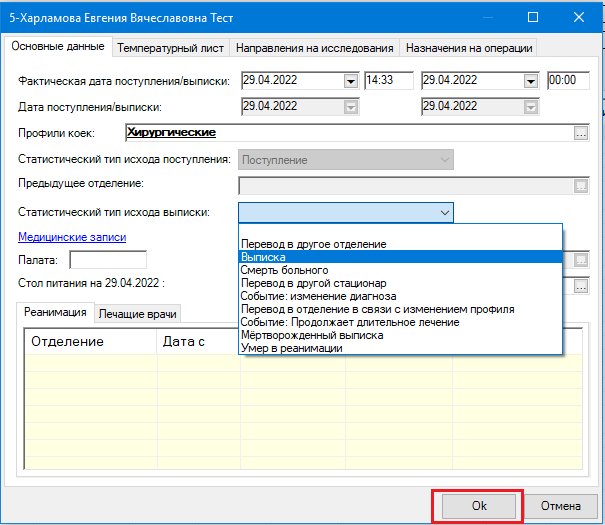 5-Харламова Евгения Вячеславовна Тест
Основные данные Температурный лист Направления на исследования Назначения на операции
Фактическая дата поступления/выписки: 29.04.2022 14:33 29.04.2022 00:00
Дата поступления/выписки: 29.04.2022 29.04.2022
Профили коек: Хирургические ...
Статистический тип исхода поступления: Поступление
Предыдущее отделение: ...
Статистический тип исхода выписки:
Медицинские записи
Перевод в другое отделение
Выписка
Палата:
Смерть больного
Перевод в другой стационар
Стол питания на 29.04.2022 : ...
Событие: изменение диагноза
Перевод в отделение в связи с изменением профиля
Событие: Продолжает длительное лечение
Мёртворожденный выписка
Умер в реанимации
Реанимация Лечащие врачи
Отделение Дата с
Ok Отмена